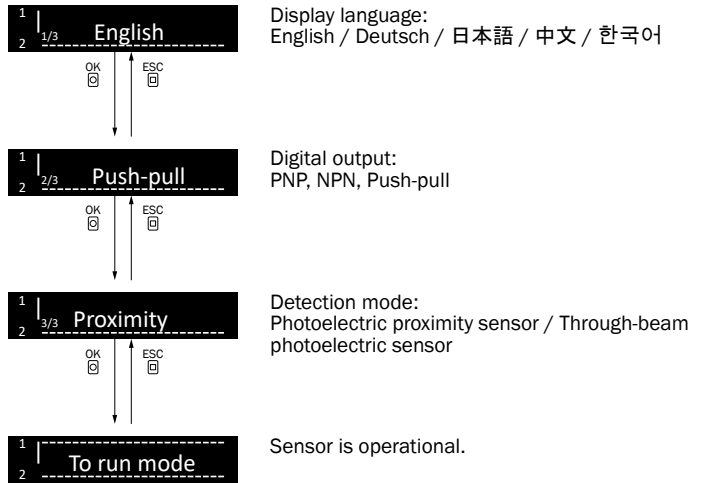 1
1/3 English
2
Display language:
English / Deutsch / 日本語 / 中文 / 한국어
OK ESC
1
2/3 Push-pull
2
Digital output:
PNP, NPN, Push-pull
OK ESC
1
3/3 Proximity
2
Detection mode:
Photoelectric proximity sensor / Through-beam
photoelectric sensor
OK ESC
1
To run mode
2
Sensor is operational.